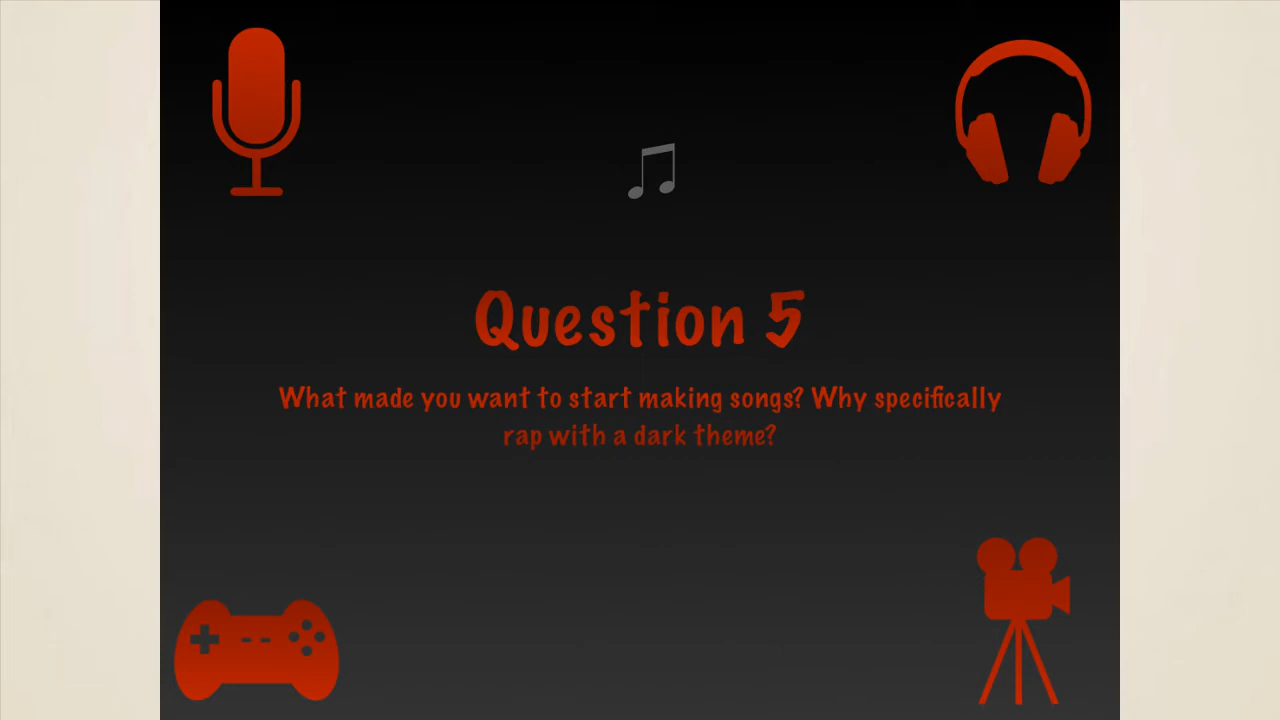 Question 5
What made you want to start making songs? Why specifically
rap with a dark theme?